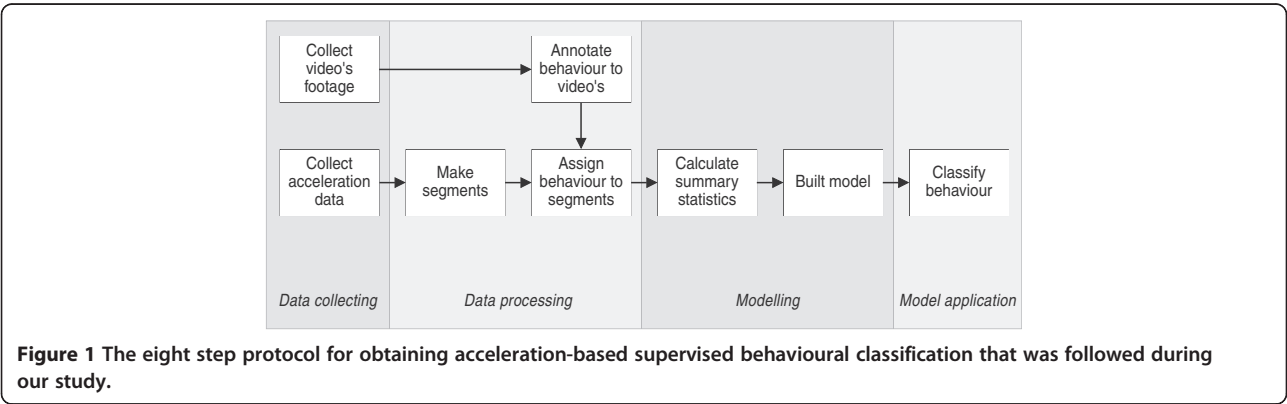 Collect
video's
footage
Annotate
behaviour to
video's
Collect
acceleration
data
Make
segments
Assign
behaviour to
segments
Calculate
summary
statistics
Built model
Classify
behaviour
Data collecting
Data processing
Modelling
Model application
Figure 1 The eight step protocol for obtaining acceleration-based supervised behavioural classification that was followed during
our study.